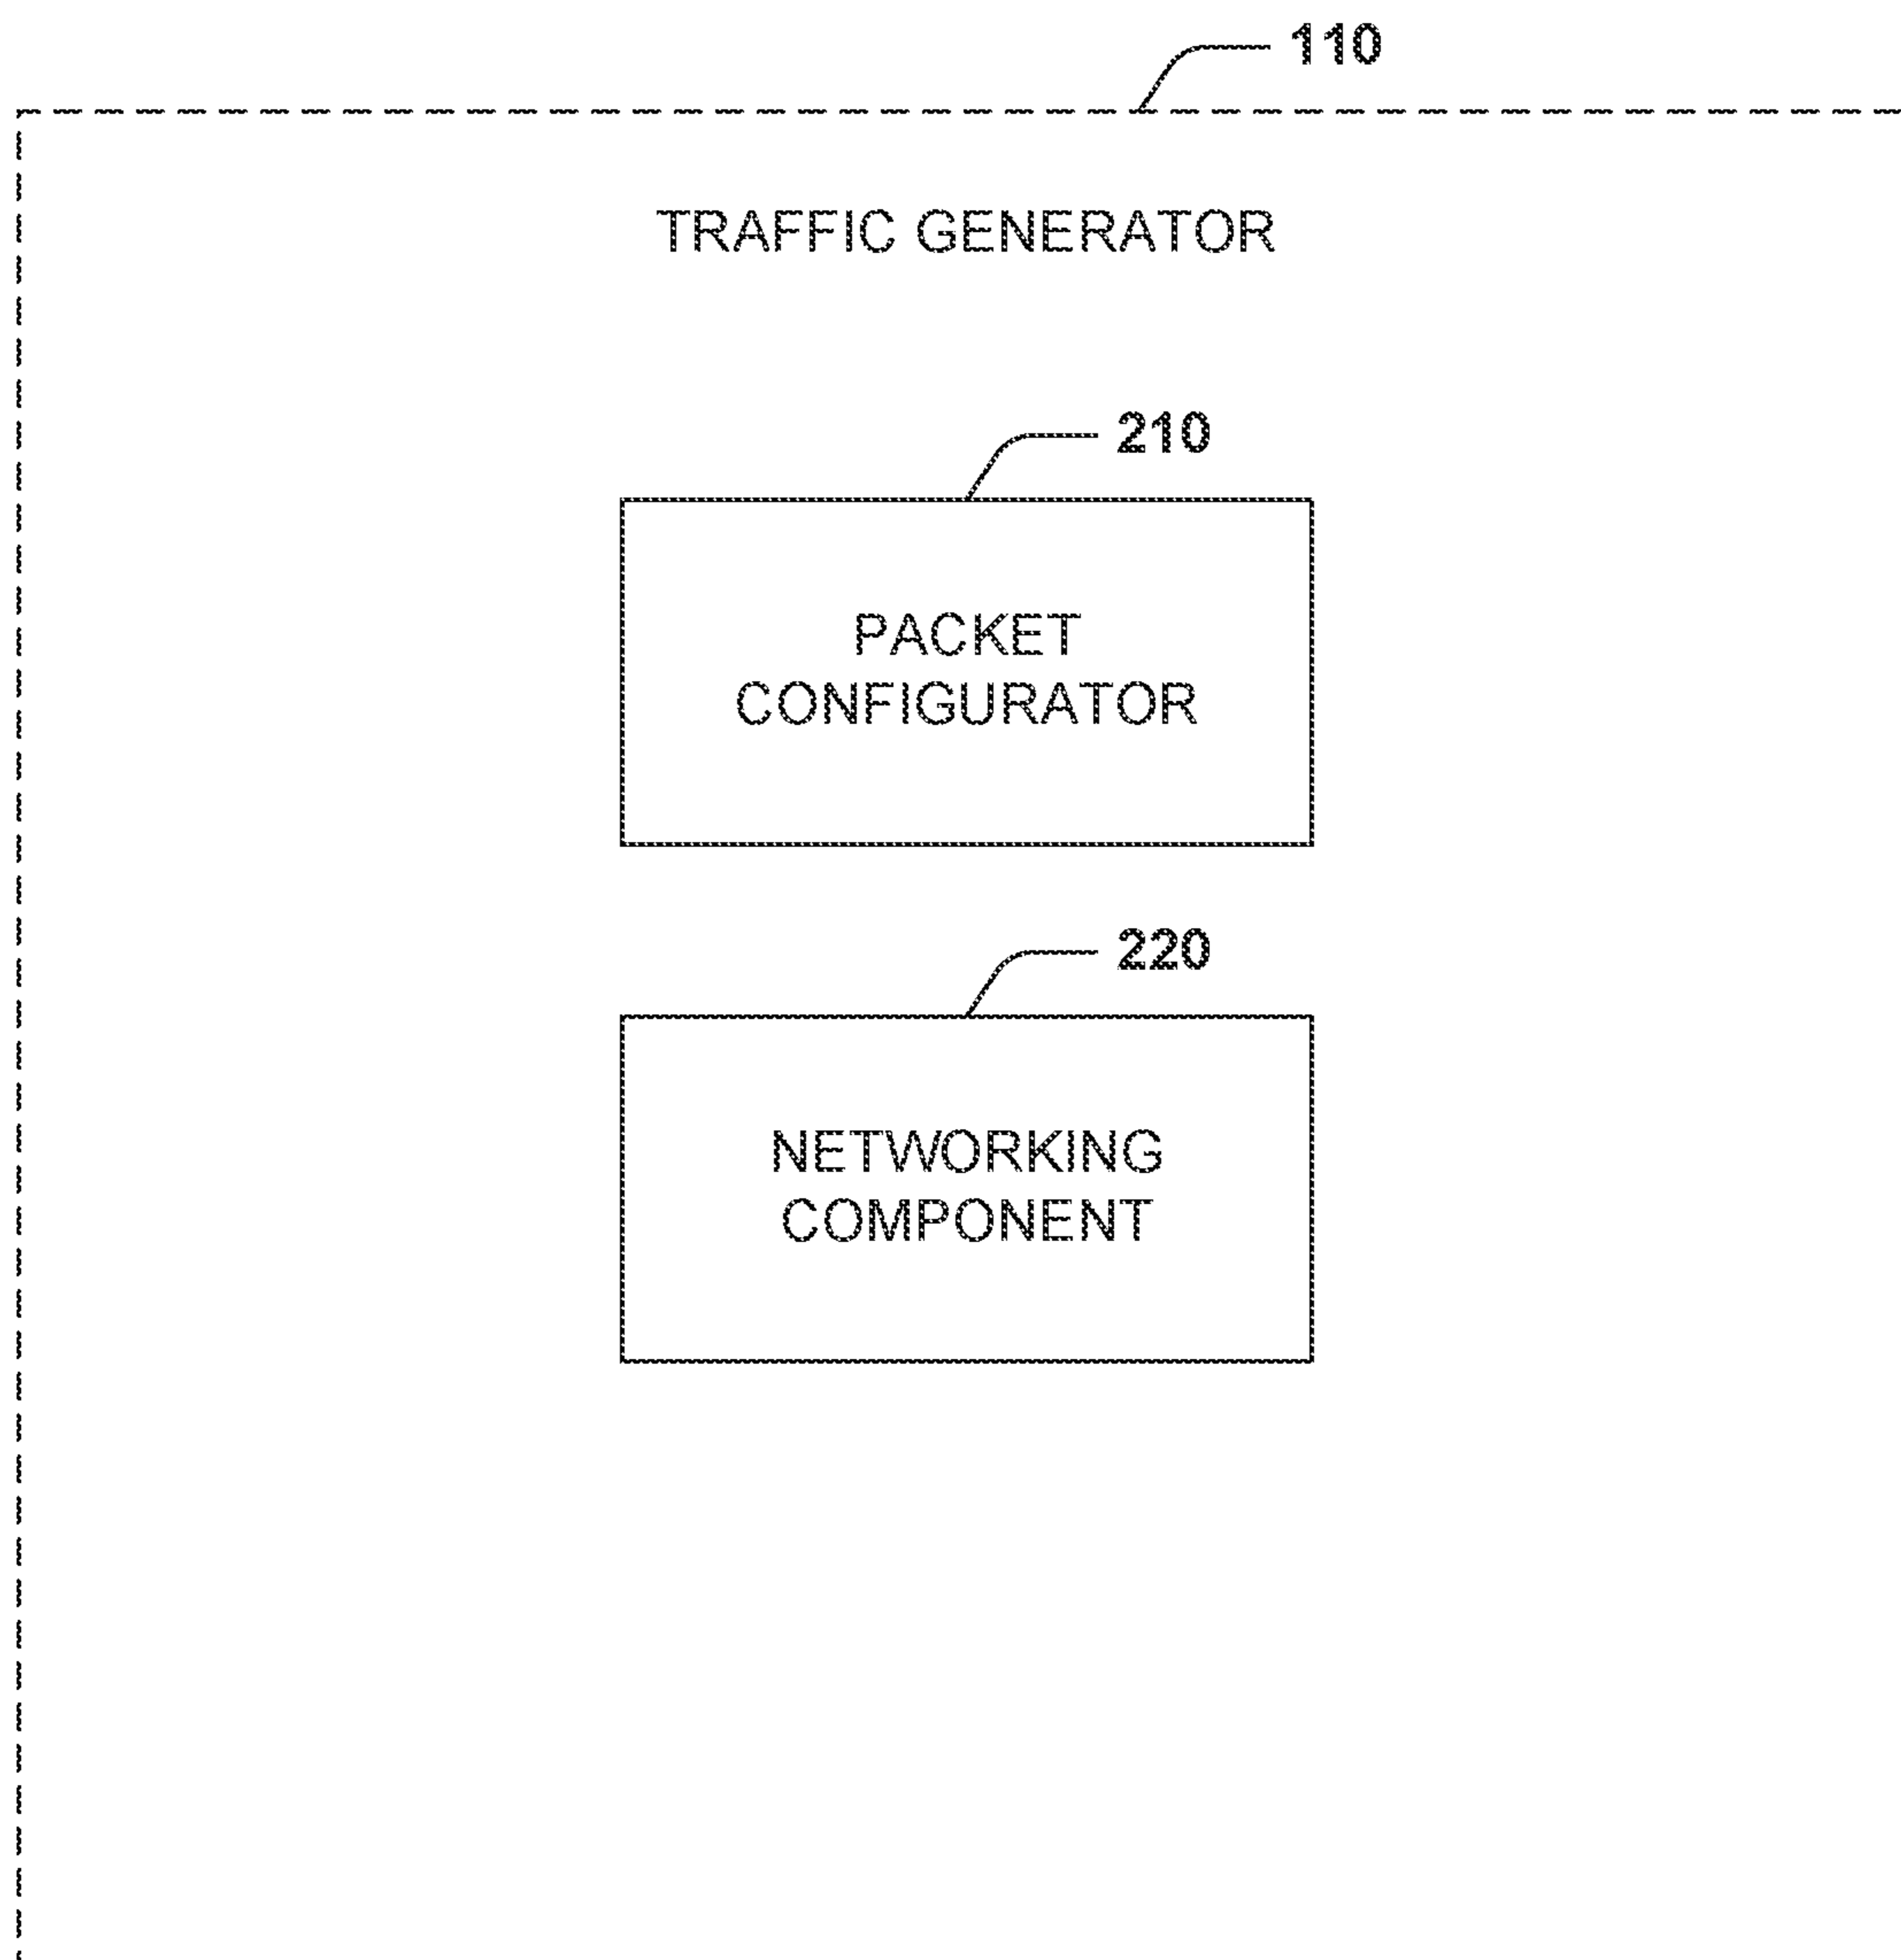 110
TRAFFIC GENERATOR
210
PACKET
CONFIGURATOR
220
NETWORKING
COMPONENT